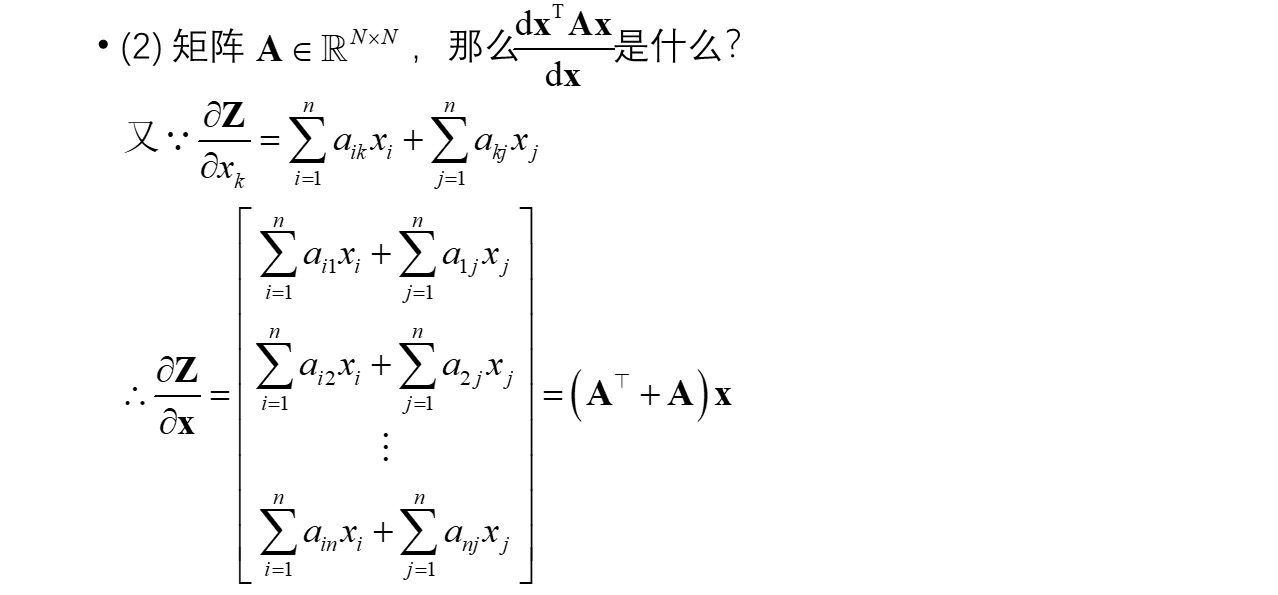 • (2) 矩阵 $\mathbf{A} \in \mathbb{R}^{N \times N}$ ，那么 $\frac{\mathrm{d}\mathbf{x}^{\mathrm{T}}\mathbf{A}\mathbf{x}}{\mathrm{d}\mathbf{x}}$ 是什么？
又 $\because \frac{\partial \mathbf{Z}}{\partial x_k} = \sum_{i=1}^{n} a_{ik} x_i + \sum_{j=1}^{n} a_{kj} x_j$
$\therefore \frac{\partial \mathbf{Z}}{\partial \mathbf{x}} = \begin{bmatrix} \sum_{i=1}^{n} a_{i1} x_i + \sum_{j=1}^{n} a_{1j} x_j \\ \sum_{i=1}^{n} a_{i2} x_i + \sum_{j=1}^{n} a_{2j} x_j \\ \vdots \\ \sum_{i=1}^{n} a_{in} x_i + \sum_{j=1}^{n} a_{nj} x_j \end{bmatrix} = \left( \mathbf{A}^{\top} + \mathbf{A} \right) \mathbf{x}$